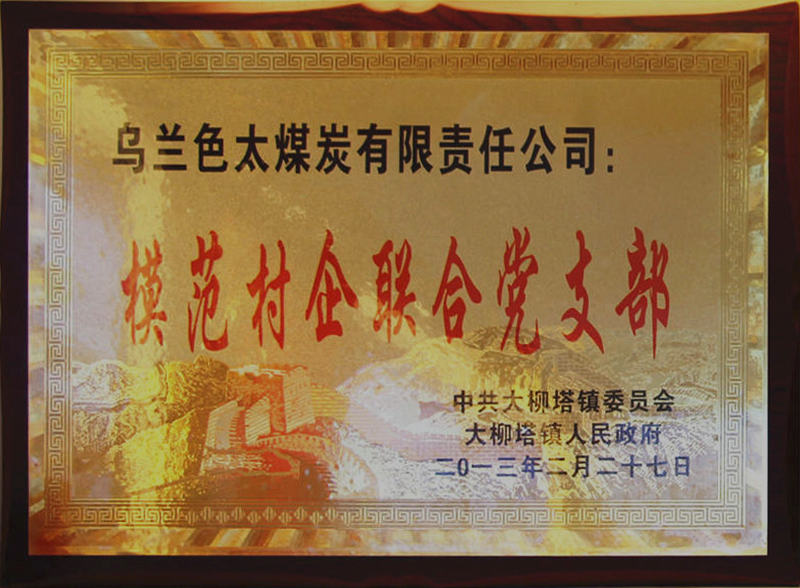 乌兰色太煤炭有限责任公司：
模范村企联合党支部
中共大柳塔镇委员会
大柳塔镇人民政府
二0一三年二月二十七日